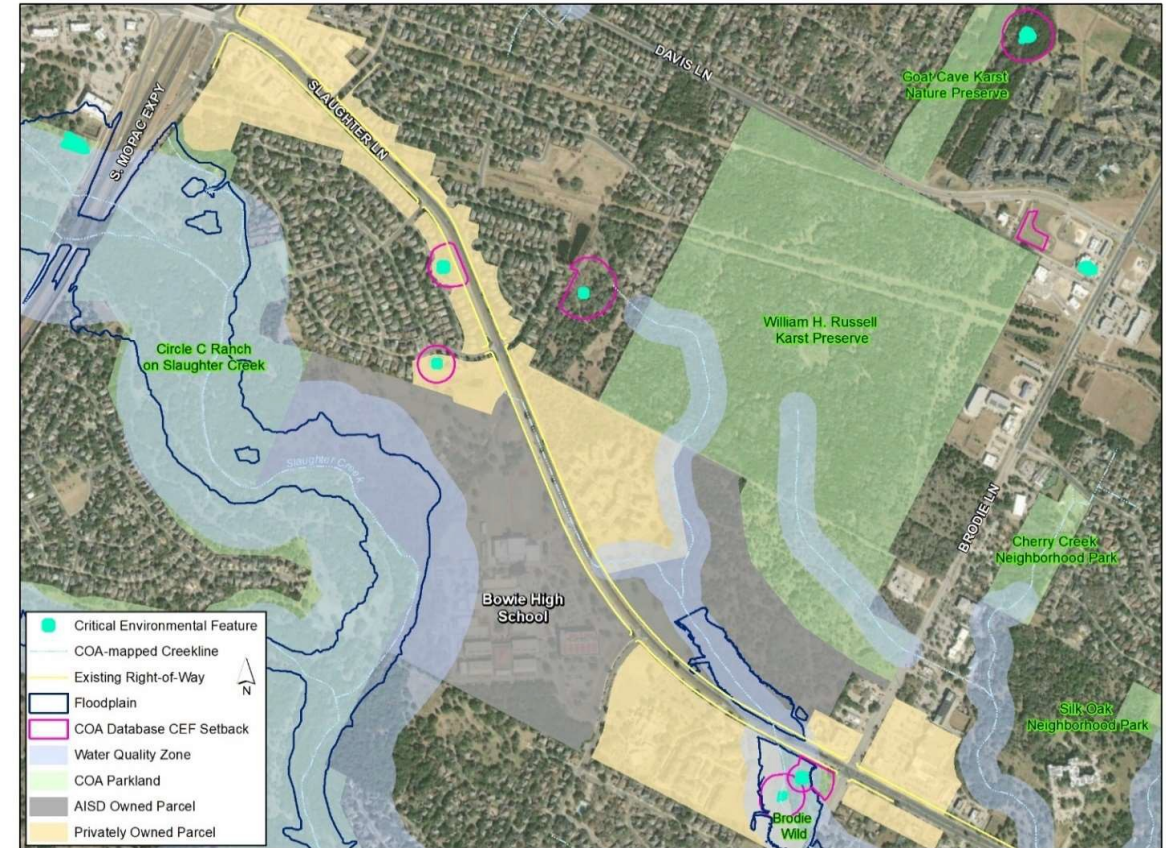 DAVIS LN
Goat Cave Karst
Nature Preserve
S. MOPAC EXPY
SLAUGHTER LN
William H. Russell
Karst Preserve
Circle C Ranch
on Slaughter Creek
Slaughter Creek
BRODIE LN
Cherry Creek
Neighborhood Park
Bowie High
School
Silk Oak
Neighborhood Park
Brodie
Wild
Critical Environmental Feature
COA-mapped Creekline
Existing Right-of-Way
N
Floodplain
COA Database CEF Setback
Water Quality Zone
COA Parkland
AISD Owned Parcel
Privately Owned Parcel